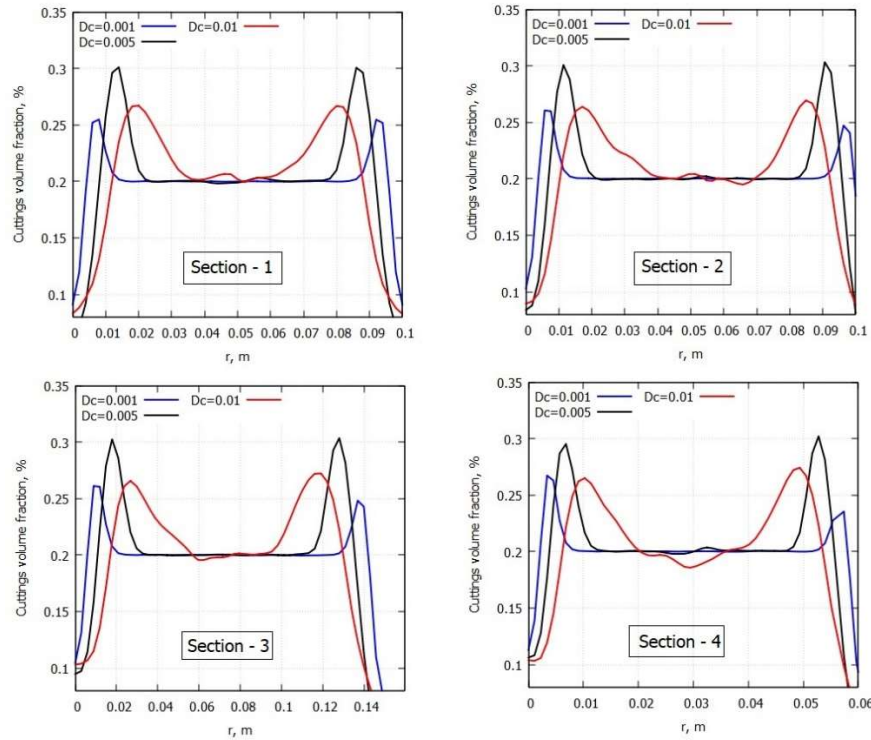 Dc=0.001 Dc=0.01
Dc=0.005
0.35
0.3
0.25
0.2
0.15
0.1
Cuttings volume fraction, %
Section - 1
0 0.01 0.02 0.03 0.04 0.05 0.06 0.07 0.08 0.09 0.1
r, m
Dc=0.001 Dc=0.01
Dc=0.005
0.35
0.3
0.25
0.2
0.15
0.1
Cuttings volume fraction, %
Section - 2
0 0.01 0.02 0.03 0.04 0.05 0.06 0.07 0.08 0.09 0.1
r, m
Dc=0.001 Dc=0.01
Dc=0.005
0.35
0.3
0.25
0.2
0.15
0.1
Cuttings volume fraction, %
Section - 3
0 0.02 0.04 0.06 0.08 0.10 0.12 0.14
r, m
Dc=0.001 Dc=0.01
Dc=0.005
0.35
0.3
0.25
0.2
0.15
0.1
Cuttings volume fraction, %
Section - 4
0 0.01 0.02 0.03 0.04 0.05 0.06
r, m